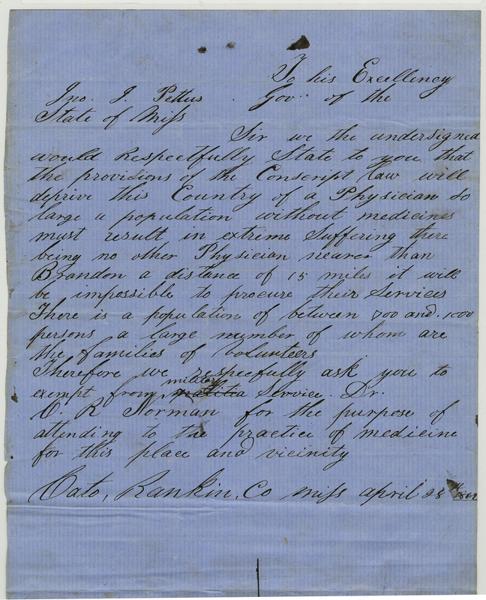 To his Excellency
Jno. J. Pettus. Gov. of the
State of Miss
Sir we the undersigned
would Respectfully State to you that
the provisions of the Conscript Law will
deprive this Country of a Physician so
large a population without medicines
must result in extreme Suffering there
being no other Physician nearer than
Brandon a distance of 15 miles it will
be impossible to procure their Services
There is a population of between 700 and 1000
persons a large number of whom are
the families of volunteers
Therefore we respecfully ask you to
military
exempt from Service. Dr.
O. R. Torman for the purpose of
attending to the practice of medicine
for this place and vicinity
Cato, Rankin, Co miss april 28